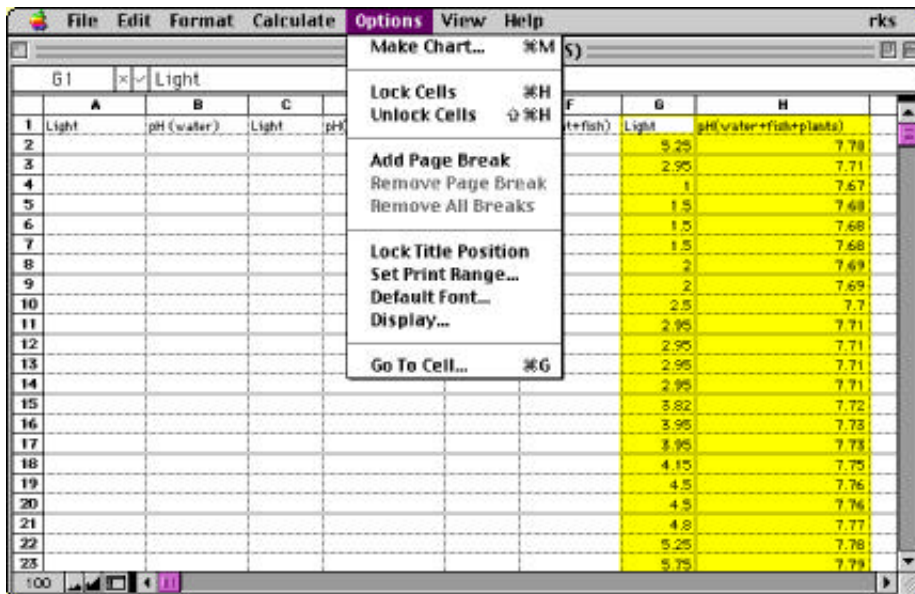 File Edit Format Calculate Options View Help rks
Make Chart... ⌘M S)
G1 Light
Lock Cells ⌘H
Unlock Cells ⇧⌘H
A B C F G H
1 Light pH (water) Light pH( t+fish) Light pH(water+fish+plants)
2 5.25 7.78
Add Page Break
3 2.95 7.71
Remove Page Break
4 1 7.67
Remove All Breaks
5 1.5 7.68
6 1.5 7.68
7 1.5 7.68
Lock Title Position
8 2 7.69
Set Print Range...
9 2 7.69
Default Font...
10 2.5 7.7
Display...
11 2.95 7.71
12 2.95 7.71
Go To Cell... ⌘G
13 2.95 7.71
14 2.95 7.71
15 3.82 7.72
16 3.95 7.73
17 3.95 7.73
18 4.15 7.75
19 4.5 7.76
20 4.5 7.76
21 4.8 7.77
22 5.25 7.78
23 5.75 7.79
100